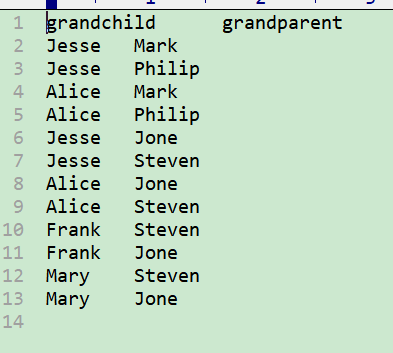 1 grandchild grandparent
2 Jesse Mark
3 Jesse Philip
4 Alice Mark
5 Alice Philip
6 Jesse Jone
7 Jesse Steven
8 Alice Jone
9 Alice Steven
10 Frank Steven
11 Frank Jone
12 Mary Steven
13 Mary Jone
14